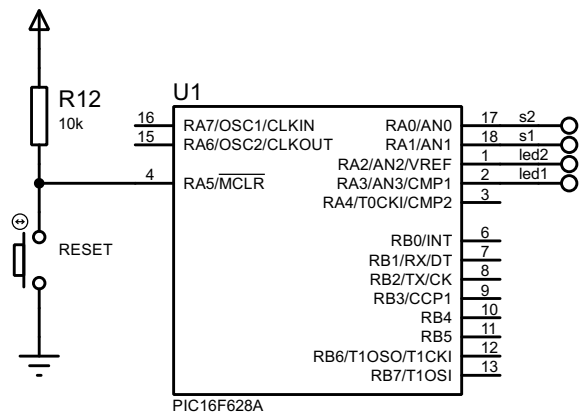 U1
R12
10k
16 RA7/OSC1/CLKIN RA0/AN0 17 s2
15 RA6/OSC2/CLKOUT RA1/AN1 18 s1
RA2/AN2/VREF 1 led2
4 RA5/MCLR RA3/AN3/CMP1 2 led1
RA4/T0CKI/CMP2 3
RB0/INT 6
RESET RB1/RX/DT 7
RB2/TX/CK 8
RB3/CCP1 9
RB4 10
RB5 11
RB6/T1OSO/T1CKI 12
RB7/T1OSI 13
PIC16F628A